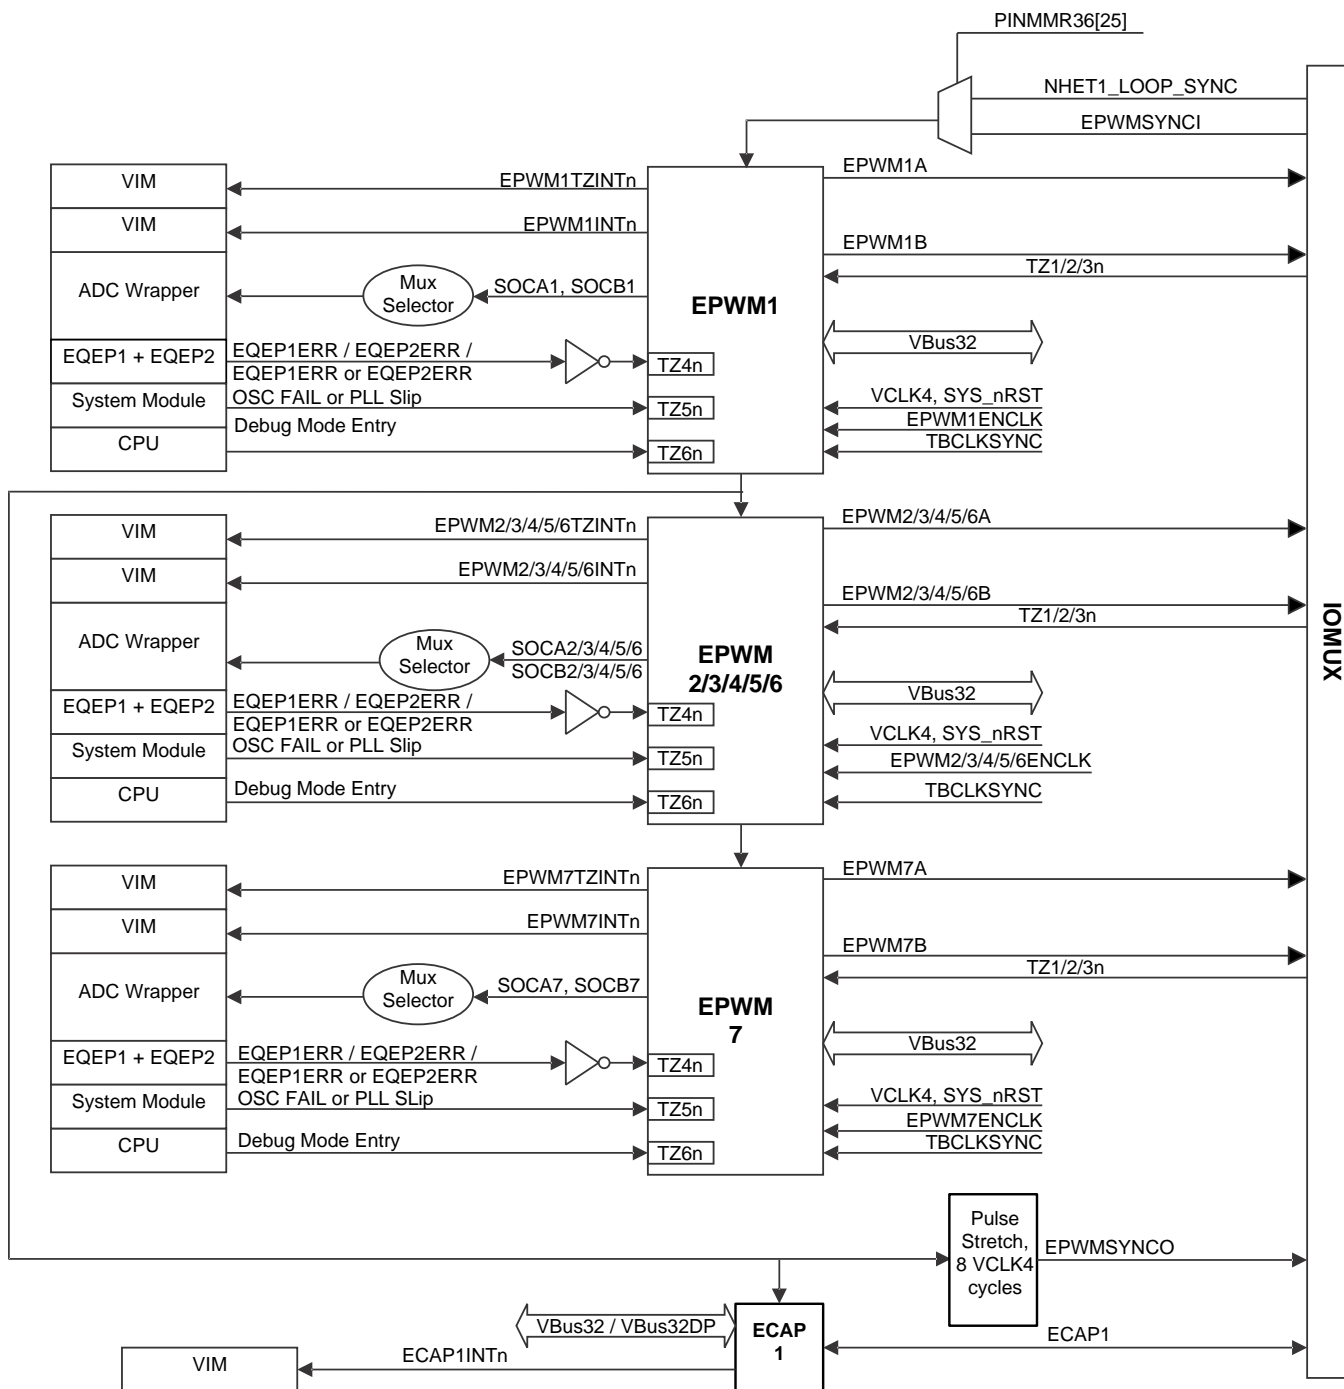 PINMMR36[25]
NHET1_LOOP_SYNC
EPWMSYNCI
VIM
EPWM1TZINTn
EPWM1A
VIM
EPWM1INTn
EPWM1B
TZ1/2/3n
ADC Wrapper
Mux
Selector
SOCA1, SOCB1
EPWM1
VBus32
EQEP1 + EQEP2
EQEP1ERR / EQEP2ERR /
EQEP1ERR or EQEP2ERR
TZ4n
System Module
OSC FAIL or PLL Slip
TZ5n
VCLK4, SYS_nRST
EPWM1ENCLK
CPU
Debug Mode Entry
TZ6n
TBCLKSYNC
VIM
EPWM2/3/4/5/6TZINTn
EPWM2/3/4/5/6A
VIM
EPWM2/3/4/5/6INTn
EPWM2/3/4/5/6B
TZ1/2/3n
ADC Wrapper
Mux
Selector
SOCA2/3/4/5/6
SOCB2/3/4/5/6
EPWM
2/3/4/5/6
VBus32
IOMUX
EQEP1 + EQEP2
EQEP1ERR / EQEP2ERR /
EQEP1ERR or EQEP2ERR
TZ4n
System Module
OSC FAIL or PLL Slip
TZ5n
VCLK4, SYS_nRST
EPWM2/3/4/5/6ENCLK
CPU
Debug Mode Entry
TZ6n
TBCLKSYNC
VIM
EPWM7TZINTn
EPWM7A
VIM
EPWM7INTn
EPWM7B
TZ1/2/3n
ADC Wrapper
Mux
Selector
SOCA7, SOCB7
EPWM
7
VBus32
EQEP1 + EQEP2
EQEP1ERR / EQEP2ERR /
EQEP1ERR or EQEP2ERR
TZ4n
System Module
OSC FAIL or PLL SLip
TZ5n
VCLK4, SYS_nRST
EPWM7ENCLK
CPU
Debug Mode Entry
TZ6n
TBCLKSYNC
Pulse
Stretch,
8 VCLK4
cycles
EPWMSYNCO
VBus32 / VBus32DP
ECAP
1
ECAP1
VIM
ECAP1INTn